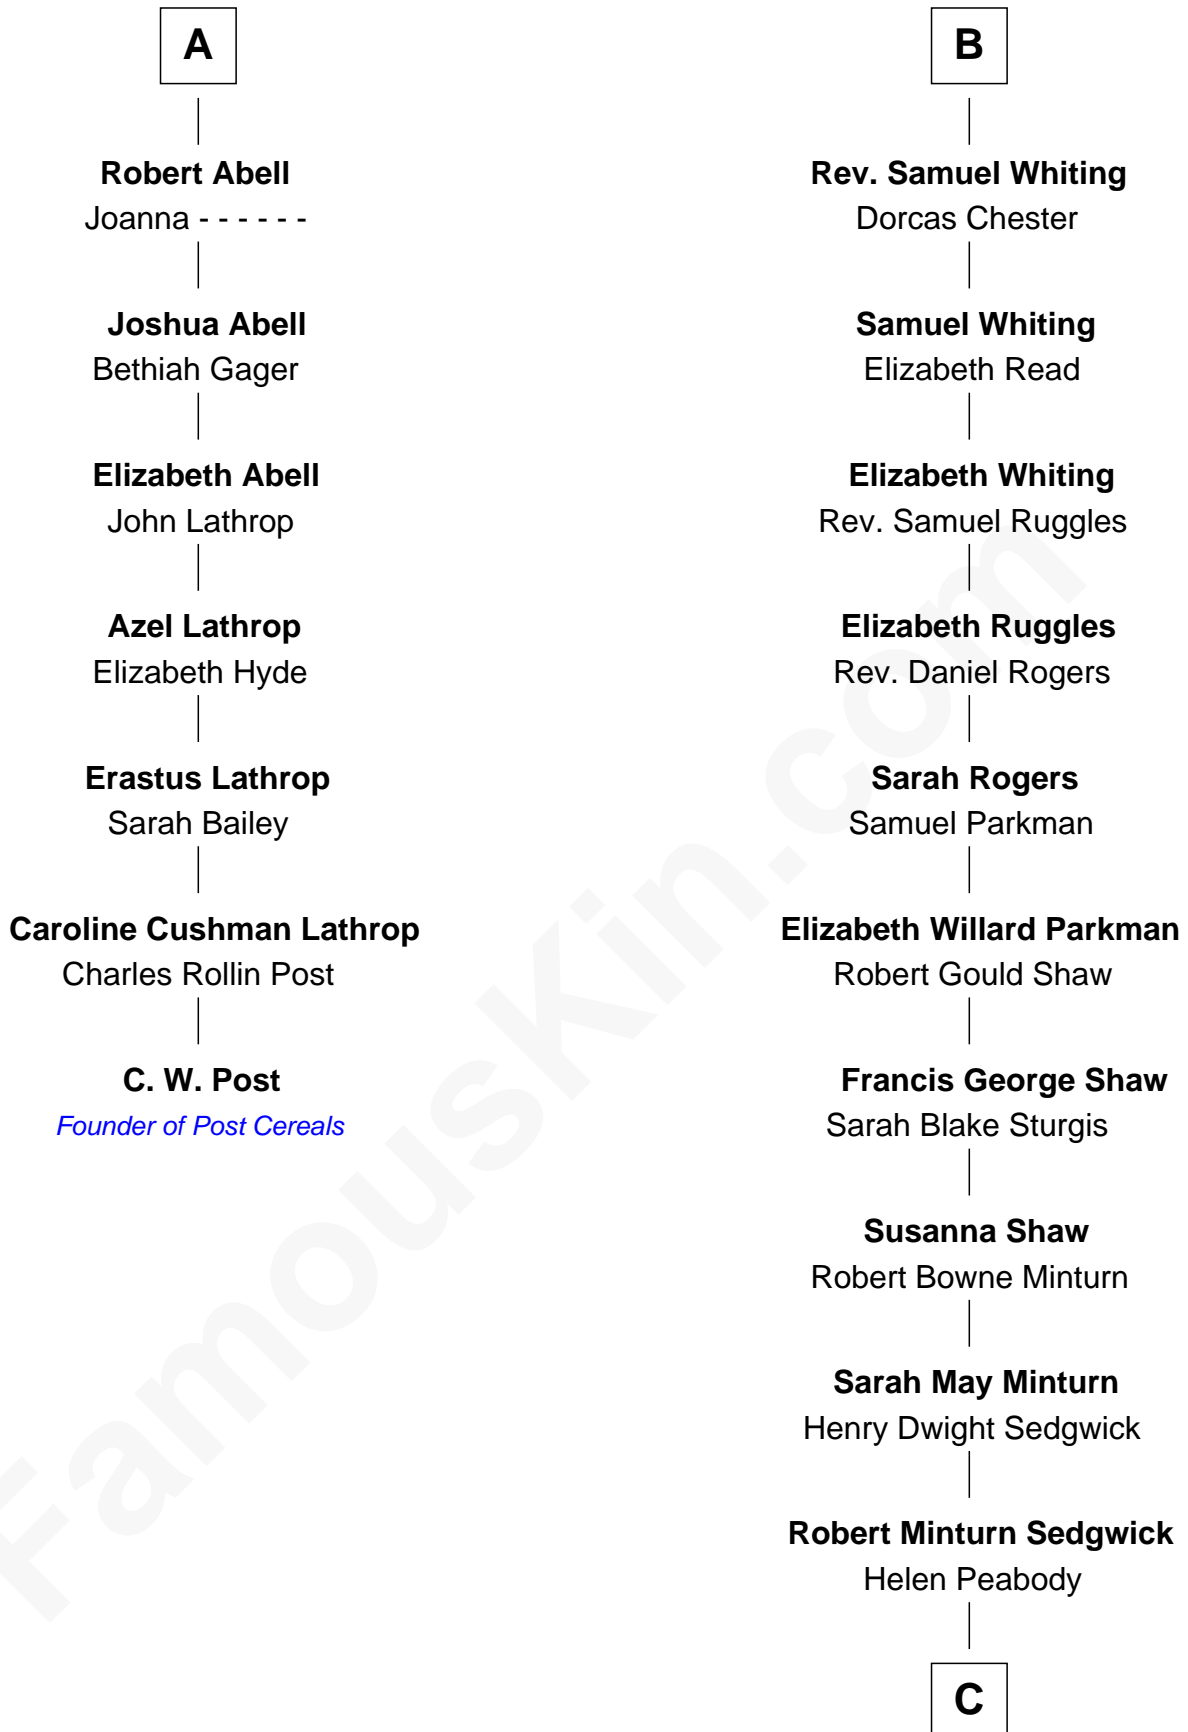 A
Robert Abell
Joanna - - - - - -
Joshua Abell
Bethiah Gager
Elizabeth Abell
John Lathrop
Azel Lathrop
Elizabeth Hyde
Erastus Lathrop
Sarah Bailey
Caroline Cushman Lathrop
Charles Rollin Post
C. W. Post
Founder of Post Cereals
B
Rev. Samuel Whiting
Dorcas Chester
Samuel Whiting
Elizabeth Read
Elizabeth Whiting
Rev. Samuel Ruggles
Elizabeth Ruggles
Rev. Daniel Rogers
Sarah Rogers
Samuel Parkman
Elizabeth Willard Parkman
Robert Gould Shaw
Francis George Shaw
Sarah Blake Sturgis
Susanna Shaw
Robert Bowne Minturn
Sarah May Minturn
Henry Dwight Sedgwick
Robert Minturn Sedgwick
Helen Peabody
C
FamousKin.com